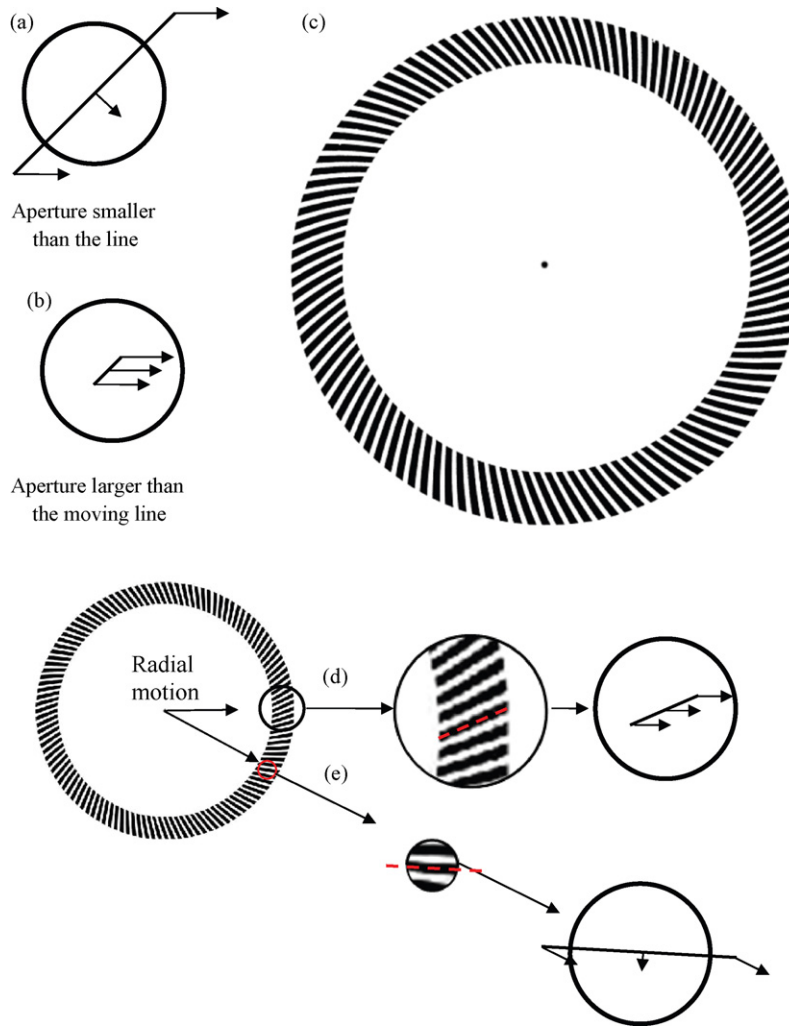 (a)
Aperture smaller
than the line
(b)
Aperture larger than
the moving line
(c)
Radial
motion
(d)
(e)